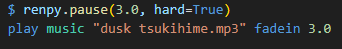 $ renpy.pause(3.0, hard=True)
play music "dusk tsukihime.mp3" fadein 3.0